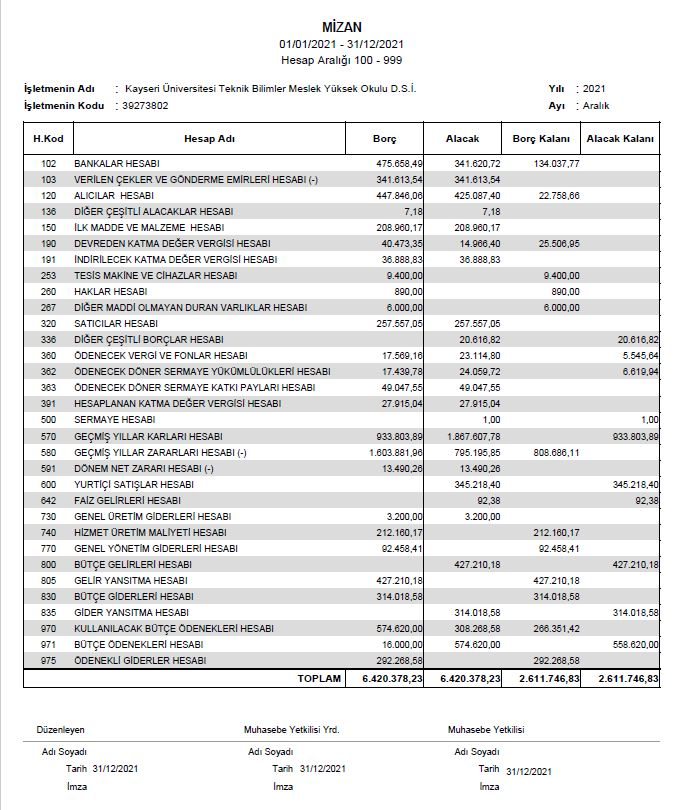 MİZAN
01/01/2021 - 31/12/2021
Hesap Aralığı 100 - 999
İşletmenin Adı : Kayseri Üniversitesi Teknik Bilimler Meslek Yüksek Okulu D.S.İ. Yılı : 2021
İşletmenin Kodu : 39273802 Ayı : Aralık
H.Kod Hesap Adı Borç Alacak Borç Kalanı Alacak Kalanı
102 BANKALAR HESABI 475.658,49 341.620,72 134.037,77
103 VERİLEN ÇEKLER VE GÖNDERME EMİRLERİ HESABI (-) 341.613,54 341.613,54
120 ALICILAR HESABI 447.846,06 425.087,40 22.758,66
136 DİĞER ÇEŞİTLİ ALACAKLAR HESABI 7,18 7,18
150 İLK MADDE VE MALZEME HESABI 208.960,17 208.960,17
190 DEVREDEN KATMA DEĞER VERGİSİ HESABI 40.473,35 14.966,40 25.506,95
191 İNDİRİLECEK KATMA DEĞER VERGİSİ HESABI 36.888,83 36.888,83
253 TESİS MAKİNE VE CİHAZLAR HESABI 9.400,00 9.400,00
260 HAKLAR HESABI 890,00 890,00
267 DİĞER MADDİ OLMAYAN DURAN VARLIKLAR HESABI 6.000,00 6.000,00
320 SATICILAR HESABI 257.557,05 257.557,05
336 DİĞER ÇEŞİTLİ BORÇLAR HESABI 20.616,82 20.616,82
360 ÖDENECEK VERGİ VE FONLAR HESABI 17.569,16 23.114,80 5.545,64
362 ÖDENECEK DÖNER SERMAYE YÜKÜMLÜLÜKLERİ HESABI 17.439,78 24.059,72 6.619,94
363 ÖDENECEK DÖNER SERMAYE KATKI PAYLARI HESABI 49.047,55 49.047,55
391 HESAPLANAN KATMA DEĞER VERGİSİ HESABI 27.915,04 27.915,04
500 SERMAYE HESABI 1,00 1,00
570 GEÇMİŞ YILLAR KARLARI HESABI 933.803,89 1.867.607,78 933.803,89
580 GEÇMİŞ YILLAR ZARARLARI HESABI (-) 1.603.881,96 795.195,85 808.686,11
591 DÖNEM NET ZARARI HESABI (-) 13.490,26 13.490,26
600 YURTİÇİ SATIŞLAR HESABI 345.218,40 345.218,40
642 FAİZ GELİRLERİ HESABI 92,38 92,38
730 GENEL ÜRETİM GİDERLERİ HESABI 3.200,00 3.200,00
740 HİZMET ÜRETİM MALİYETİ HESABI 212.160,17 212.160,17
770 GENEL YÖNETİM GİDERLERİ HESABI 92.458,41 92.458,41
800 BÜTÇE GELİRLERİ HESABI 427.210,18 427.210,18
805 GELİR YANSITMA HESABI 427.210,18 427.210,18
830 BÜTÇE GİDERLERİ HESABI 314.018,58 314.018,58
835 GİDER YANSITMA HESABI 314.018,58 314.018,58
970 KULLANILACAK BÜTÇE ÖDENEKLERİ HESABI 574.620,00 308.268,58 266.351,42
971 BÜTÇE ÖDENEKLERİ HESABI 16.000,00 574.620,00 558.620,00
975 ÖDENEKLİ GİDERLER HESABI 292.268,58 292.268,58
TOPLAM 6.420.378,23 6.420.378,23 2.611.746,83 2.611.746,83
Düzenleyen Muhasebe Yetkilisi Yrd. Muhasebe Yetkilisi
Adı Soyadı Adı Soyadı Adı Soyadı
Tarih 31/12/2021 Tarih 31/12/2021 Tarih 31/12/2021
İmza İmza İmza